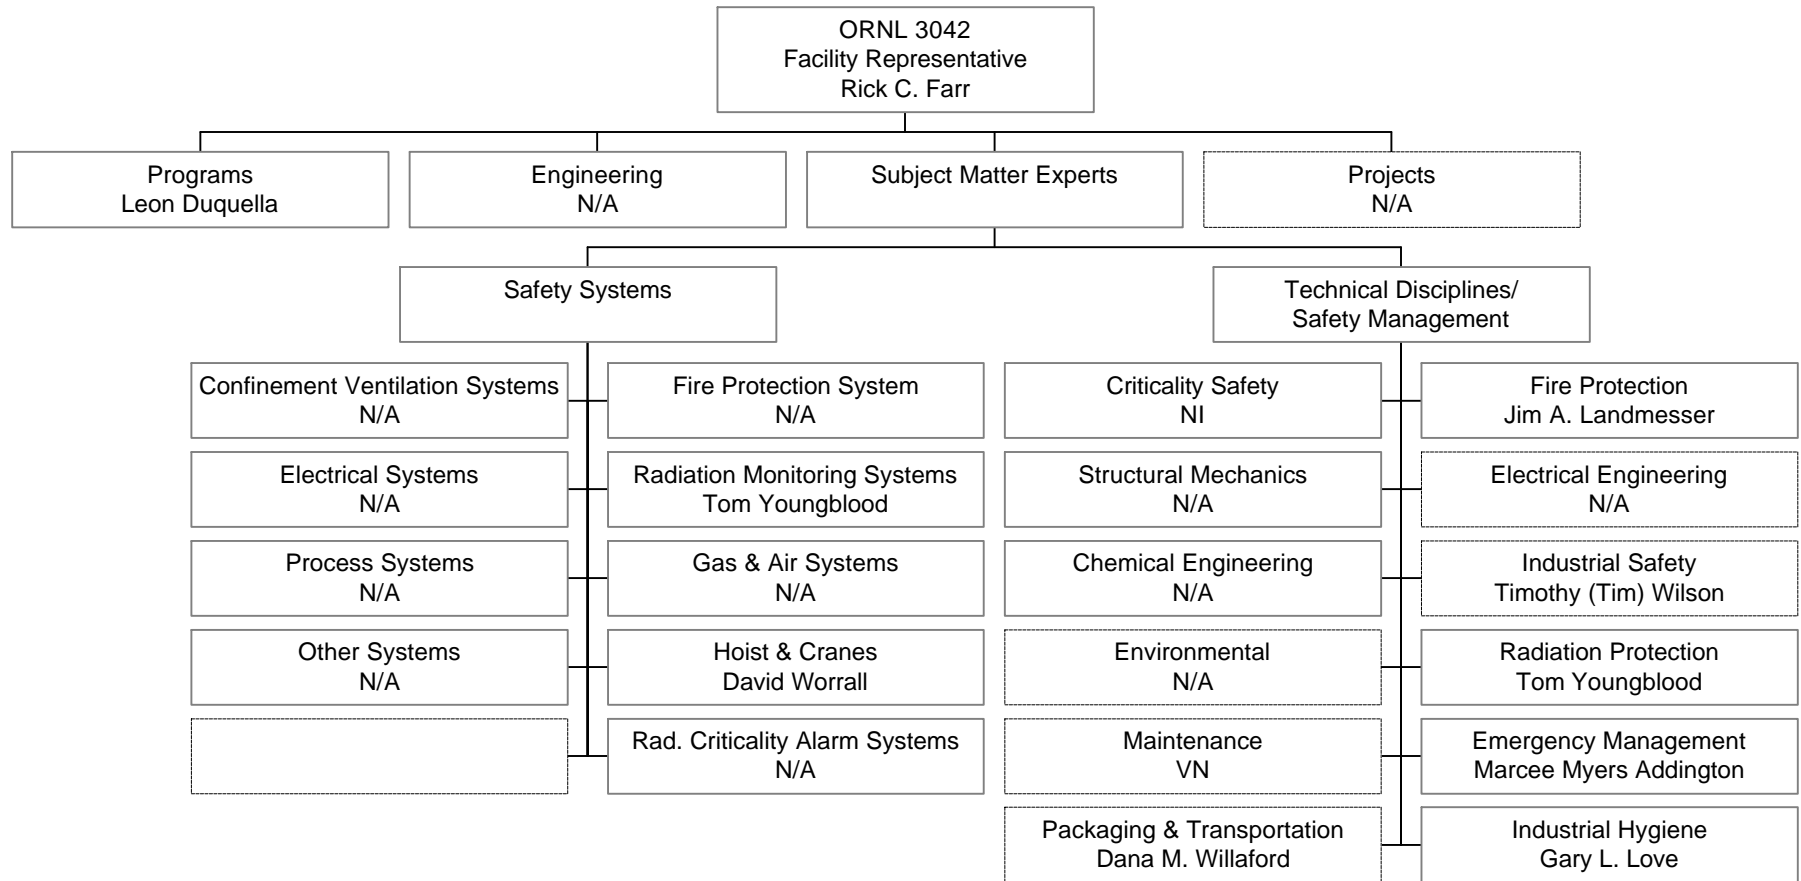 ORNL 3042
Facility Representative
Rick C. Farr
Programs
Leon Duquella
Engineering
N/A
Subject Matter Experts
Projects
N/A
Safety Systems
Technical Disciplines/
Safety Management
Confinement Ventilation Systems
N/A
Fire Protection System
N/A
Criticality Safety
NI
Fire Protection
Jim A. Landmesser
Electrical Systems
N/A
Radiation Monitoring Systems
Tom Youngblood
Structural Mechanics
N/A
Electrical Engineering
N/A
Process Systems
N/A
Gas & Air Systems
N/A
Chemical Engineering
N/A
Industrial Safety
Timothy (Tim) Wilson
Other Systems
N/A
Hoist & Cranes
David Worrall
Environmental
N/A
Radiation Protection
Tom Youngblood
Rad. Criticality Alarm Systems
N/A
Maintenance
VN
Emergency Management
Marcee Myers Addington
Packaging & Transportation
Dana M. Willaford
Industrial Hygiene
Gary L. Love